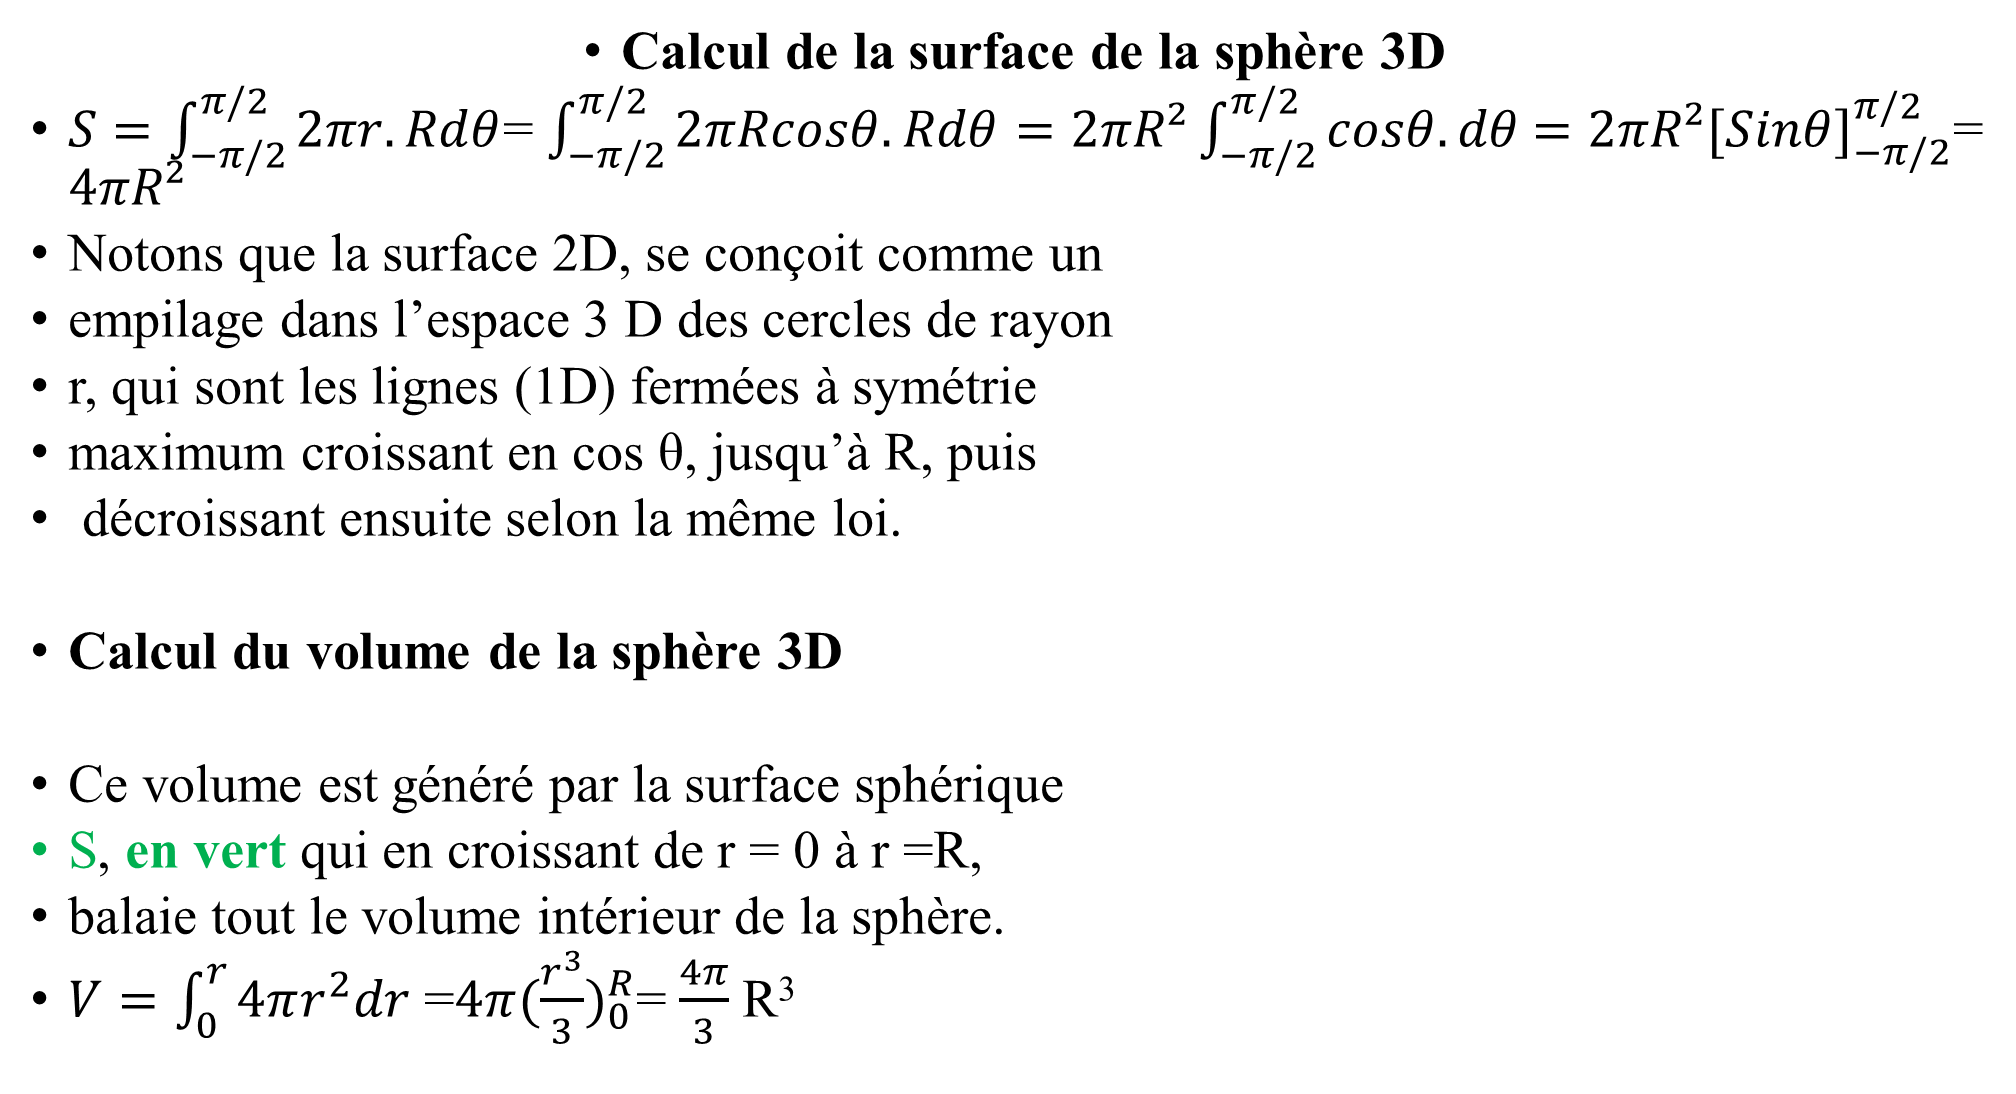 • Calcul de la surface de la sphère 3D
• S = ∫_{−π/2}^{π/2} 2πr. Rdθ= ∫_{−π/2}^{π/2} 2πRcosθ. Rdθ = 2πR² ∫_{−π/2}^{π/2} cosθ. dθ = 2πR²[Sinθ]_{−π/2}^{π/2}=
4πR²
• Notons que la surface 2D, se conçoit comme un
• empilage dans l’espace 3 D des cercles de rayon
• r, qui sont les lignes (1D) fermées à symétrie
• maximum croissant en cos θ, jusqu’à R, puis
• décroissant ensuite selon la même loi.
• Calcul du volume de la sphère 3D
• Ce volume est généré par la surface sphérique
• S, en vert qui en croissant de r = 0 à r =R,
• balaie tout le volume intérieur de la sphère.
• V = ∫_0^r 4πr²dr =4π(r³/3)_0^R= 4π/3 R³